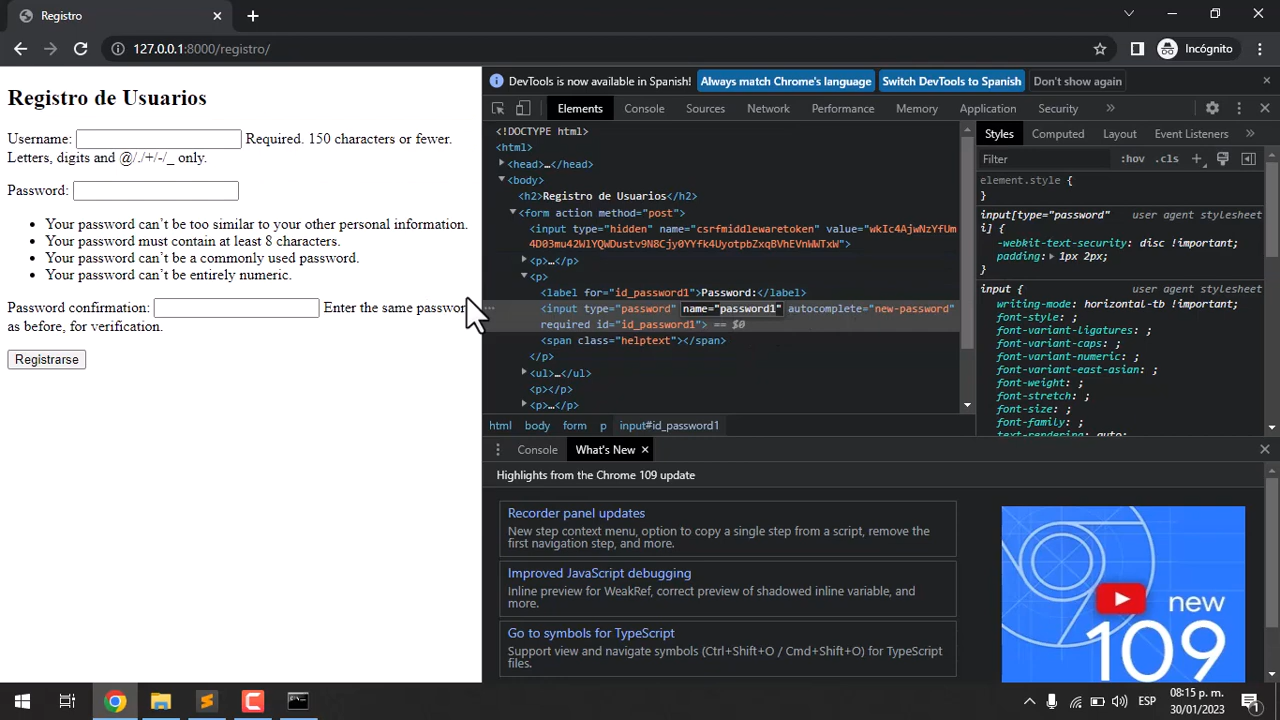 Registro
127.0.0.1:8000/registro/
Incógnito
Registro de Usuarios
Username:
Required. 150 characters or fewer.
Letters, digits and @/./+/-/_ only.
Password:
• Your password can’t be too similar to your other personal information.
• Your password must contain at least 8 characters.
• Your password can’t be a commonly used password.
• Your password can’t be entirely numeric.
Password confirmation:
Enter the same passwor
as before, for verification.
Registrarse
DevTools is now available in Spanish!
Always match Chrome's language
Switch DevTools to Spanish
Don't show again
Elements
Console
Sources
Network
Performance
Memory
Application
Security
<!DOCTYPE html>
<html>
<head>…</head>
<body>
<h2>Registro de Usuarios</h2>
<form action method="post">
<input type="hidden" name="csrfmiddlewaretoken" value="wkIc4AjwNzYfUm
4D03mu42WlYQWDustv9N8Cjy0YYfk4UyotpbZxqBVhEVnWWTxW">
<p>…</p>
<p>
<label for="id_password1">Password:</label>
<input type="password" name="password1" autocomplete="new-password"
required id="id_password1"> == $0
<span class="helptext"></span>
</p>
<ul>…</ul>
<p></p>
<p>…</p>
html
body
form
p
input#id_password1
Styles
Computed
Layout
Event Listeners
Filter
:hov
.cls
element.style {
}
input[type="password" user agent stylesheet
i] {
-webkit-text-security: disc !important;
padding: 1px 2px;
}
input { user agent stylesheet
writing-mode: horizontal-tb !important;
font-style: ;
font-variant-ligatures: ;
font-variant-caps: ;
font-variant-numeric: ;
font-variant-east-asian: ;
font-weight: ;
font-stretch: ;
font-size: ;
font-family: ;
text-rendering: auto;
Console
What's New
Highlights from the Chrome 109 update
Recorder panel updates
New step context menu, option to copy a single step from a script, remove the
first navigation step, and more.
Improved JavaScript debugging
Inline preview for WeakRef, correct preview of shadowed inline variable, and
more.
Go to symbols for TypeScript
Support view and navigate symbols (Ctrl+Shift+O / Cmd+Shift+O) for TypeScript
files.
new
109
ESP
08:15 p. m.
30/01/2023
1